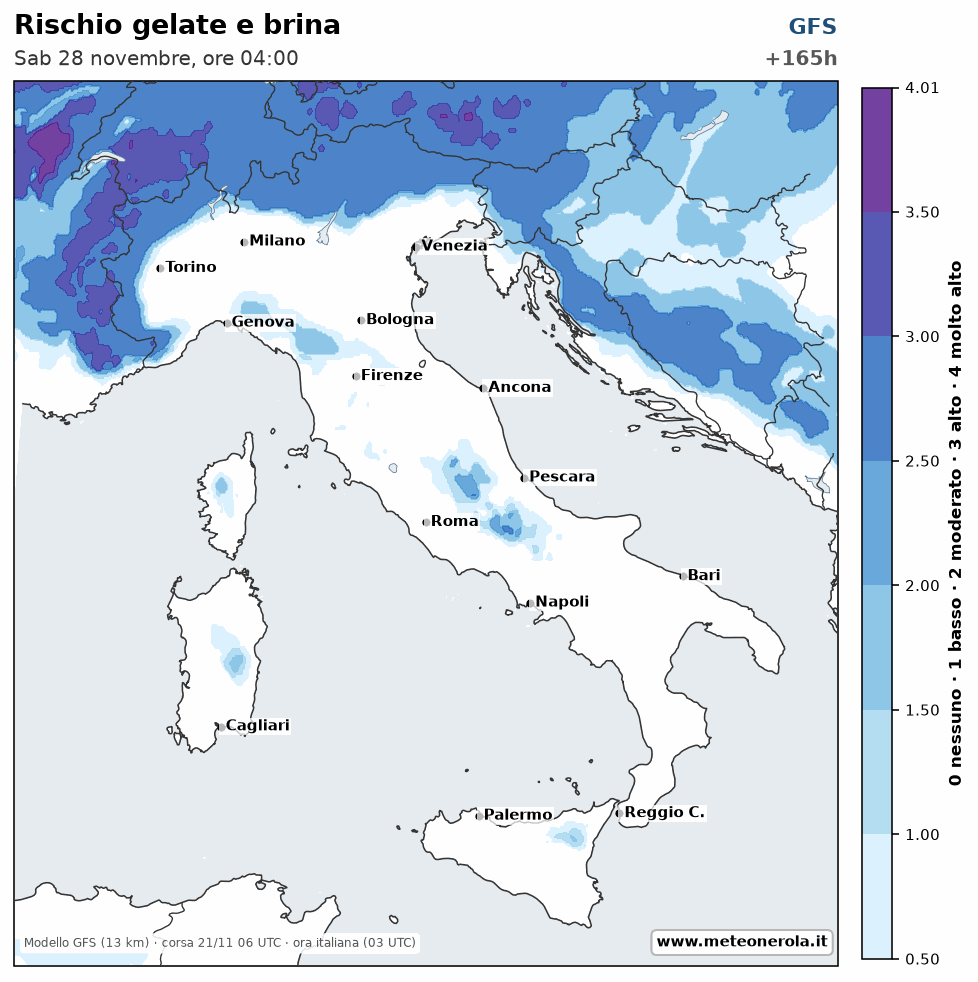 Rischio gelate e brina
GFS
Sab 28 novembre, ore 04:00
+165h
4.01
3.50
3.00
2.50
2.00
1.50
1.00
0.50
0 nessuno · 1 basso · 2 moderato · 3 alto · 4 molto alto
Milano
Venezia
Torino
Genova
Bologna
Firenze
Ancona
Pescara
Roma
Bari
Napoli
Cagliari
Palermo
Reggio C.
Modello GFS (13 km) · corsa 21/11 06 UTC · ora italiana (03 UTC)
www.meteonerola.it